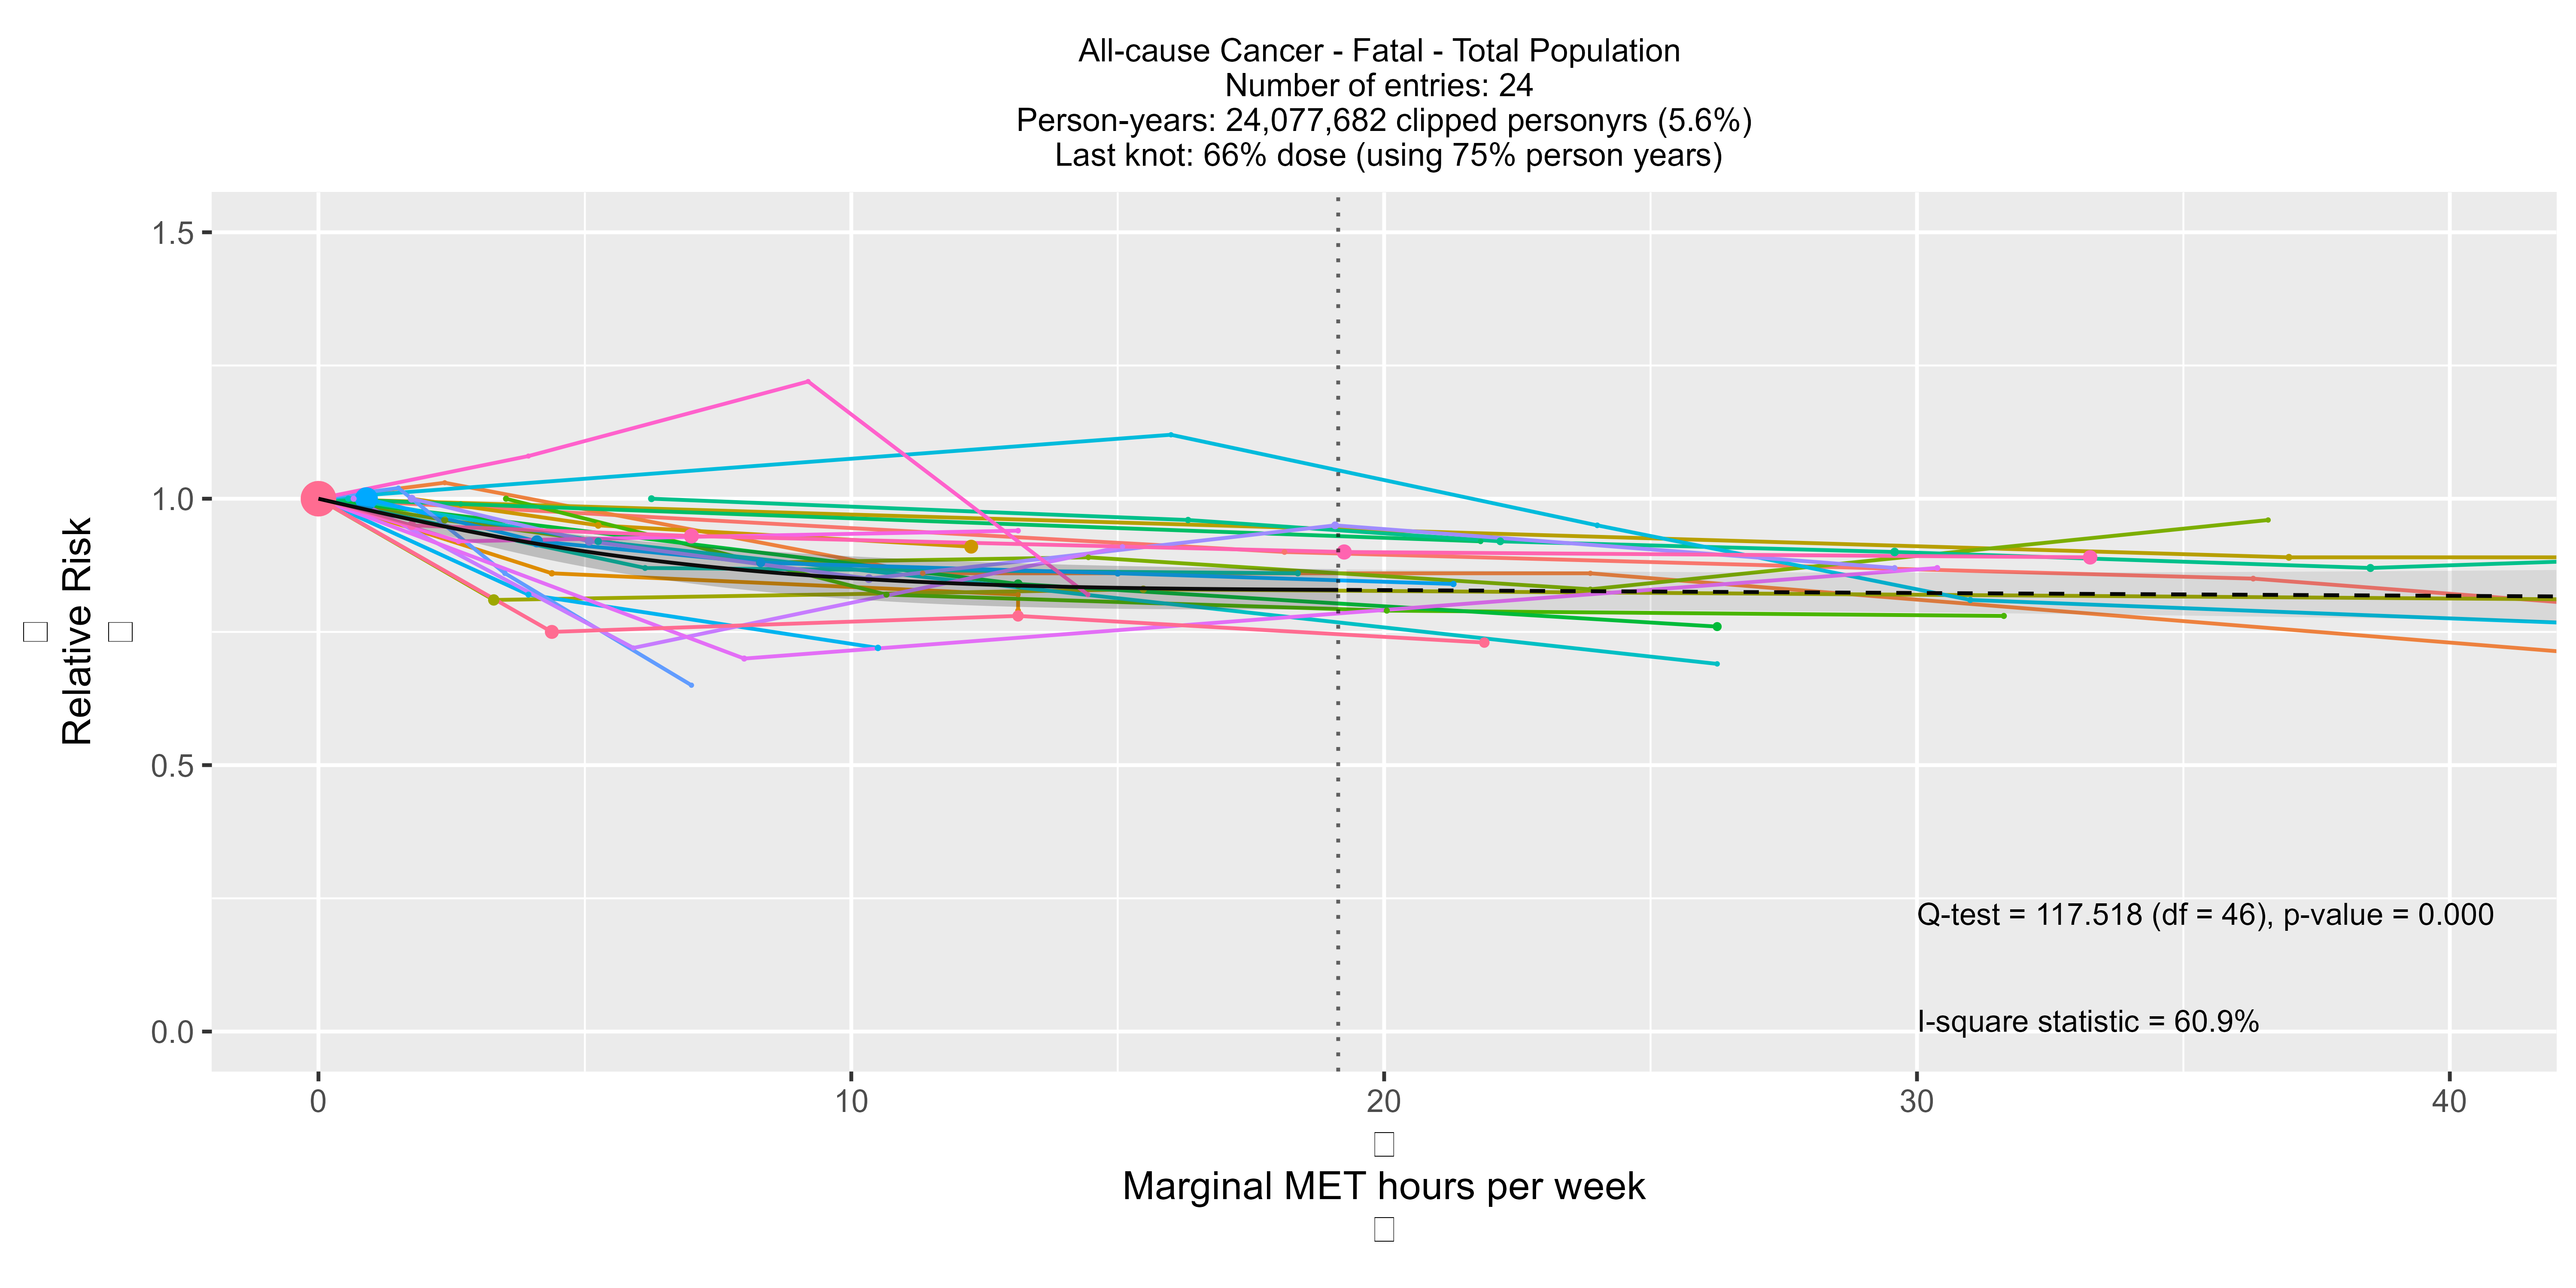 All-cause Cancer - Fatal - Total Population
Number of entries: 24
Person-years: 24,077,682 clipped personyrs (5.6%)
Last knot: 66% dose (using 75% person years)
1.5
1.0
0.5
0.0
Relative Risk
Q-test = 117.518 (df = 46), p-value = 0.000
I-square statistic = 60.9%
0
10
20
30
40
Marginal MET hours per week